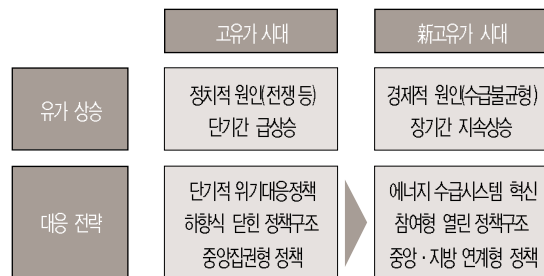 고유가 시대
新고유가 시대
유가 상승
정치적 원인(전쟁 등)
단기간 급상승
경제적 원인(수급불균형)
장기간 지속상승
대응 전략
단기적 위기대응정책
하향식 닫힌 정책구조
중앙집권형 정책
에너지 수급시스템 혁신
참여형 열린 정책구조
중앙·지방 연계형 정책